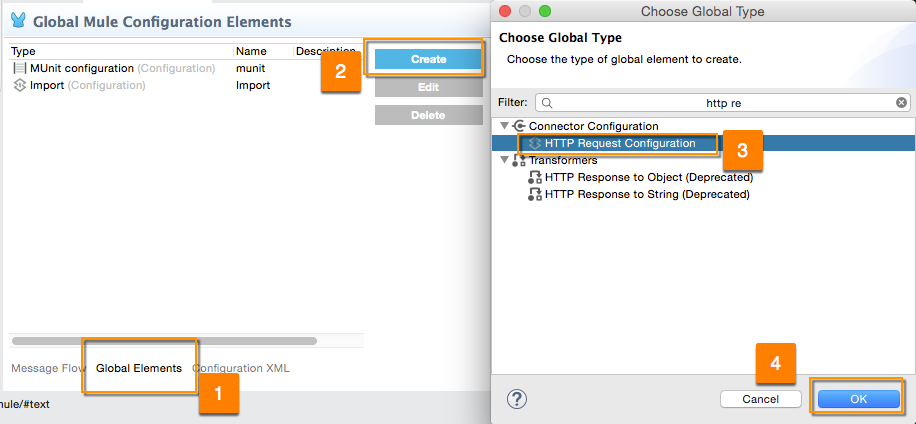 Global Mule Configuration Elements
Type Name Description
MUnit configuration (Configuration) munit
Import (Configuration) Import
2
Create
Edit
Delete
Message Flow Global Elements Configuration XML
1
nule/#text
Choose Global Type
Choose Global Type
Choose the type of global element to create.
Filter: http re
Connector Configuration
HTTP Request Configuration
3
Transformers
HTTP Response to Object (Deprecated)
HTTP Response to String (Deprecated)
4
? Cancel OK